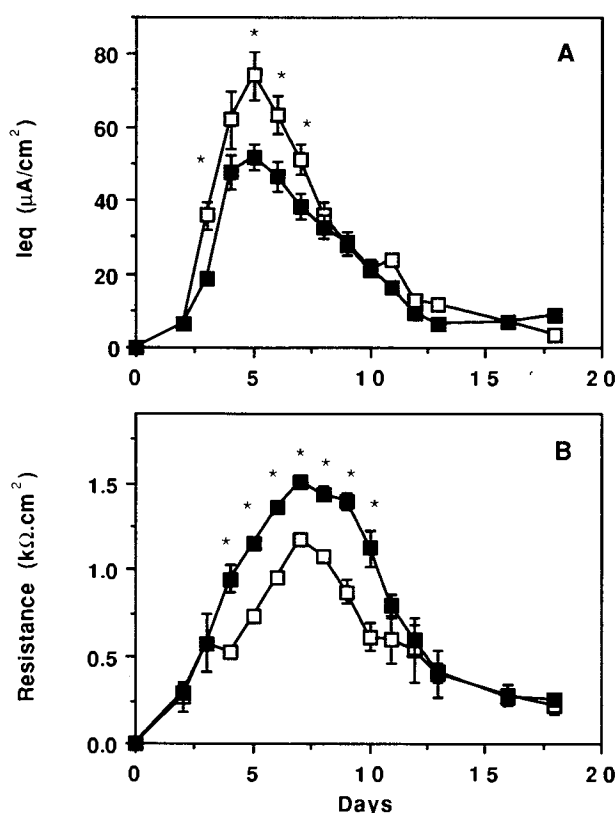 A
80
60
40
20
0
Ieq (µA/cm²)
* * * *
0 5 10 15 20
B
1.5
1.0
0.5
0.0
Resistance (kΩ.cm²)
* * * * * * *
0 5 10 15 20
Days